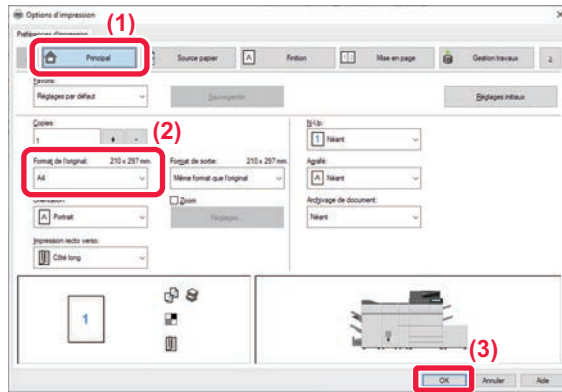 Options d'impression
(1)
Préférences d'impression
Principal Source papier Finition Mise en page Gestion travaux
Favoris:
Réglages par défaut Sauvegarder Réglages initiaux
Copies: N-Up:
1 + - (2) 1 Néant
Format de l'original: 210 x 297 mm. Format de sortie: 210 x 297 mm. Agrafe:
A4 Même format que l'original A Néant
Orientation: Zoom Archivage de document:
A Portrait Réglages... Néant
Impression recto verso:
Côté long
1
(3)
OK Annuler Aide